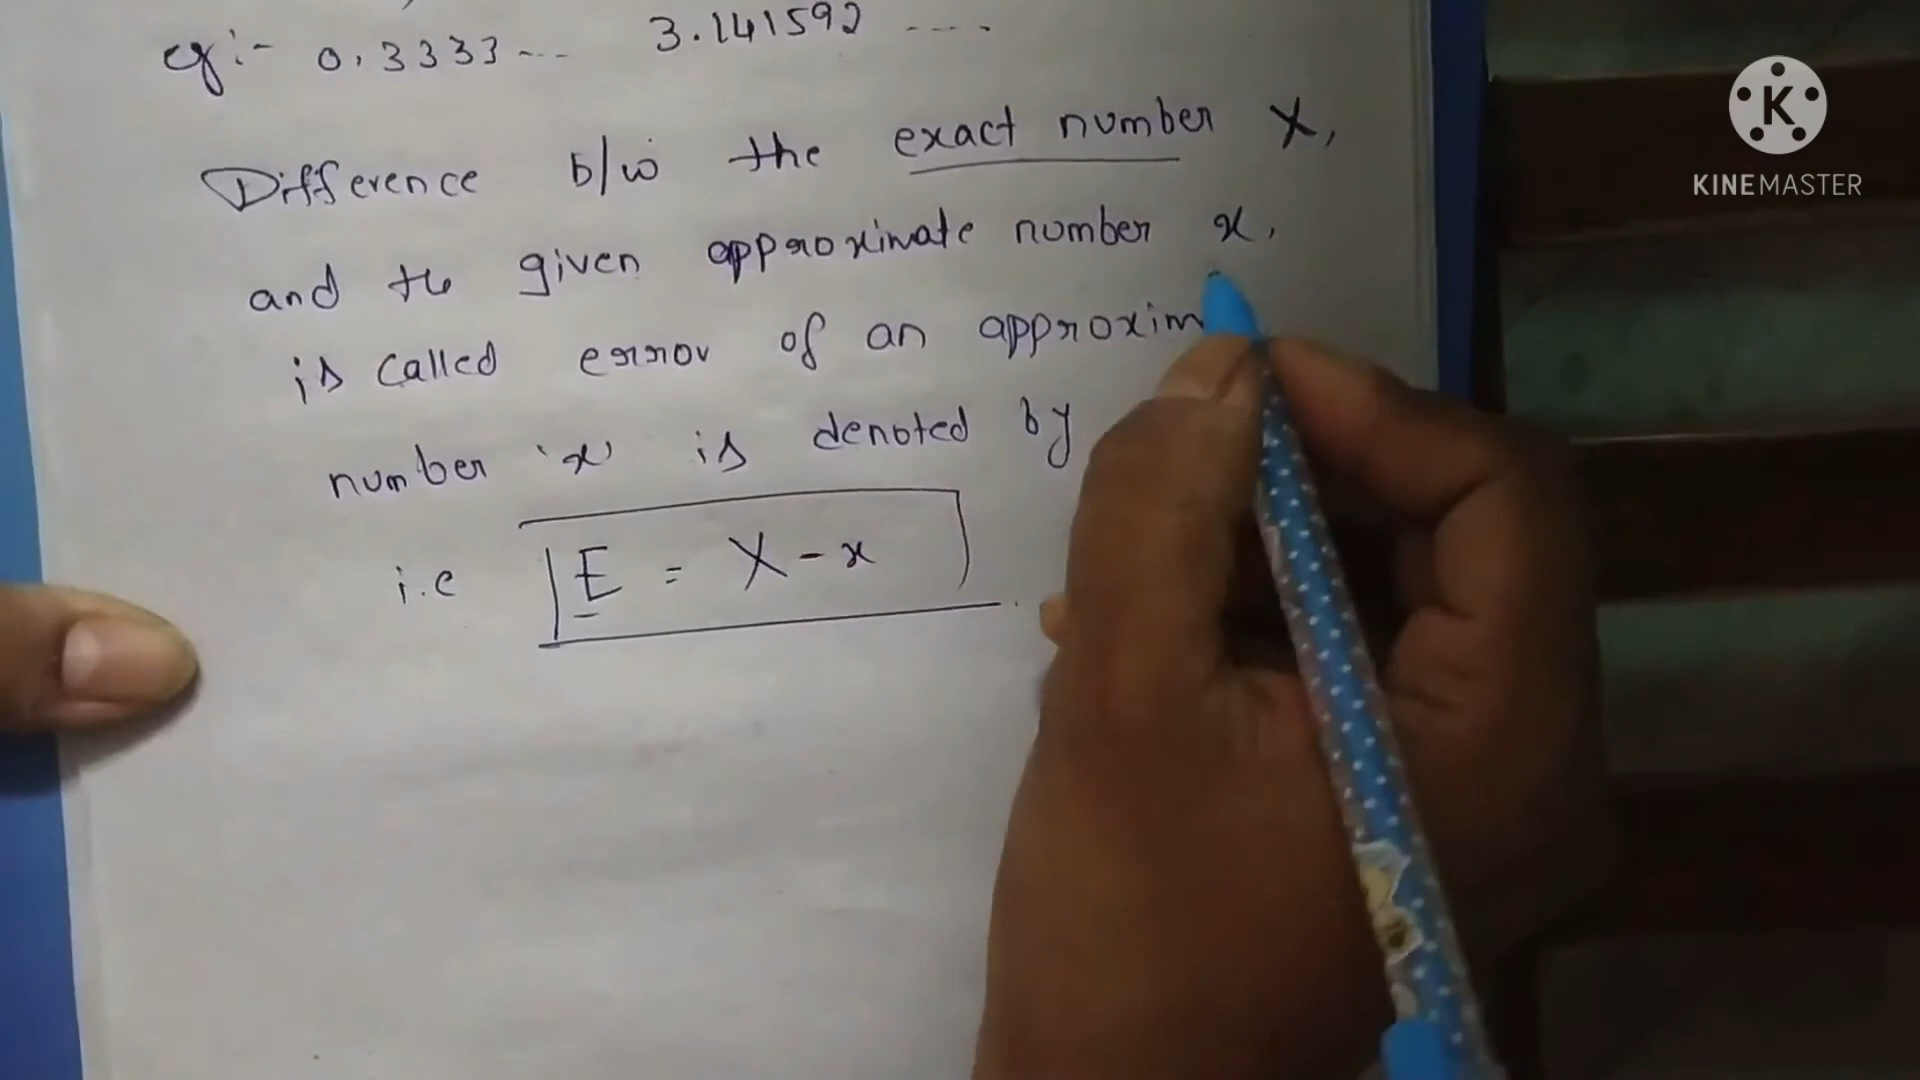 eg:- 0.3333--- 3.141592 ----
Difference b/w the exact number X,
and the given approximate number x,
is called error of an approxim
number 'x' is denoted by
i.e E = X - x
K
KINEMASTER